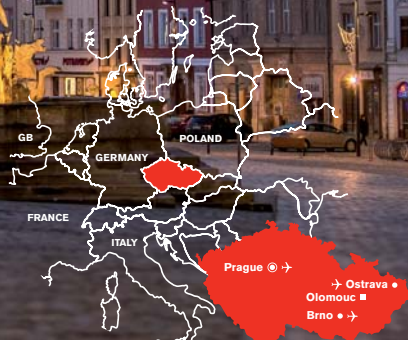 GB
POLAND
GERMANY
FRANCE
ITALY
Prague
Ostrava
Olomouc
Brno